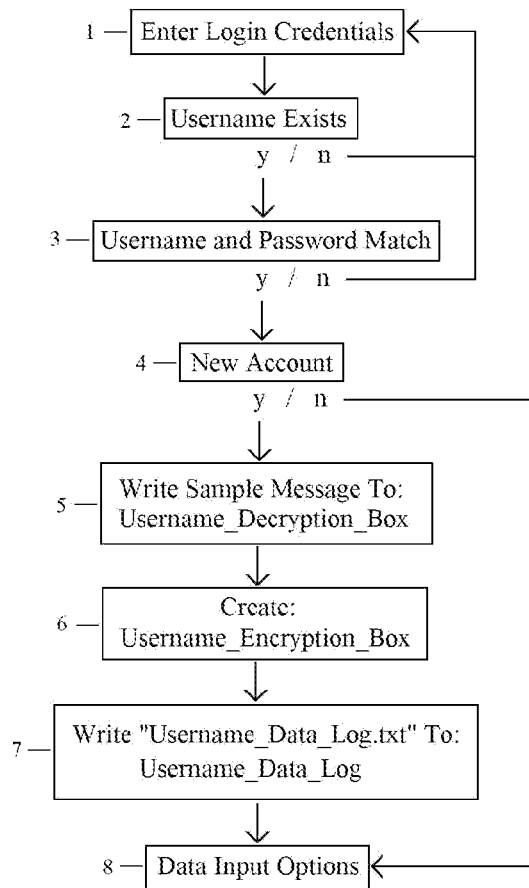 1 Enter Login Credentials
2 Username Exists
y / n
3 Username and Password Match
y / n
4 New Account
y / n
5 Write Sample Message To:
Username_Decryption_Box
6 Create:
Username_Encryption_Box
7 Write "Username_Data_Log.txt" To:
Username_Data_Log
8 Data Input Options